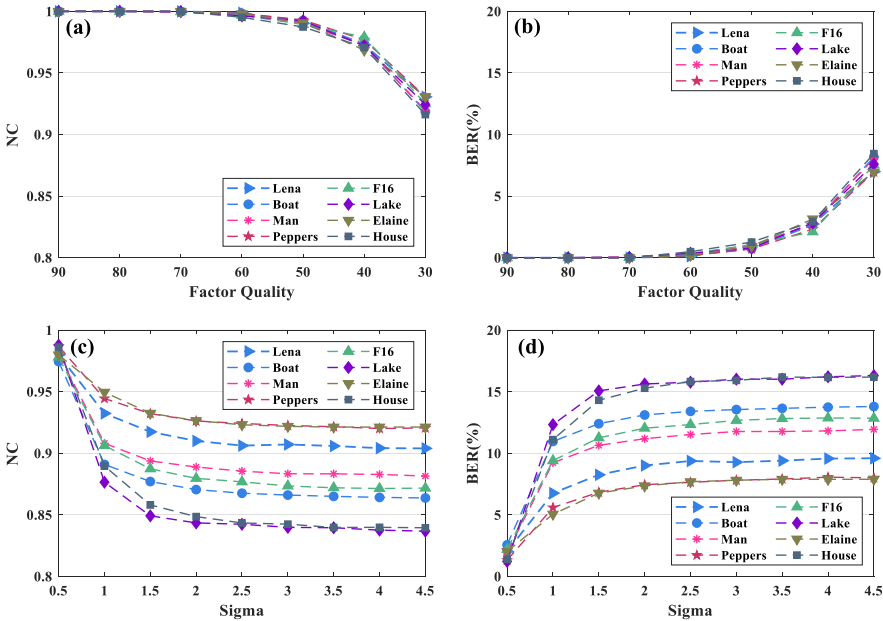 (a)
1
0.95
0.9
0.85
0.8
NC
90 80 70 60 50 40 30
Factor Quality
Lena F16
Boat Lake
Man Elaine
Peppers House
(b)
20
15
10
5
0
BER(%)
90 80 70 60 50 40 30
Factor Quality
Lena F16
Boat Lake
Man Elaine
Peppers House
(c)
1
0.95
0.9
0.85
0.8
NC
0.5 1 1.5 2 2.5 3 3.5 4 4.5
Sigma
Lena F16
Boat Lake
Man Elaine
Peppers House
(d)
20
15
10
5
0
BER(%)
0.5 1 1.5 2 2.5 3 3.5 4 4.5
Sigma
Lena F16
Boat Lake
Man Elaine
Peppers House